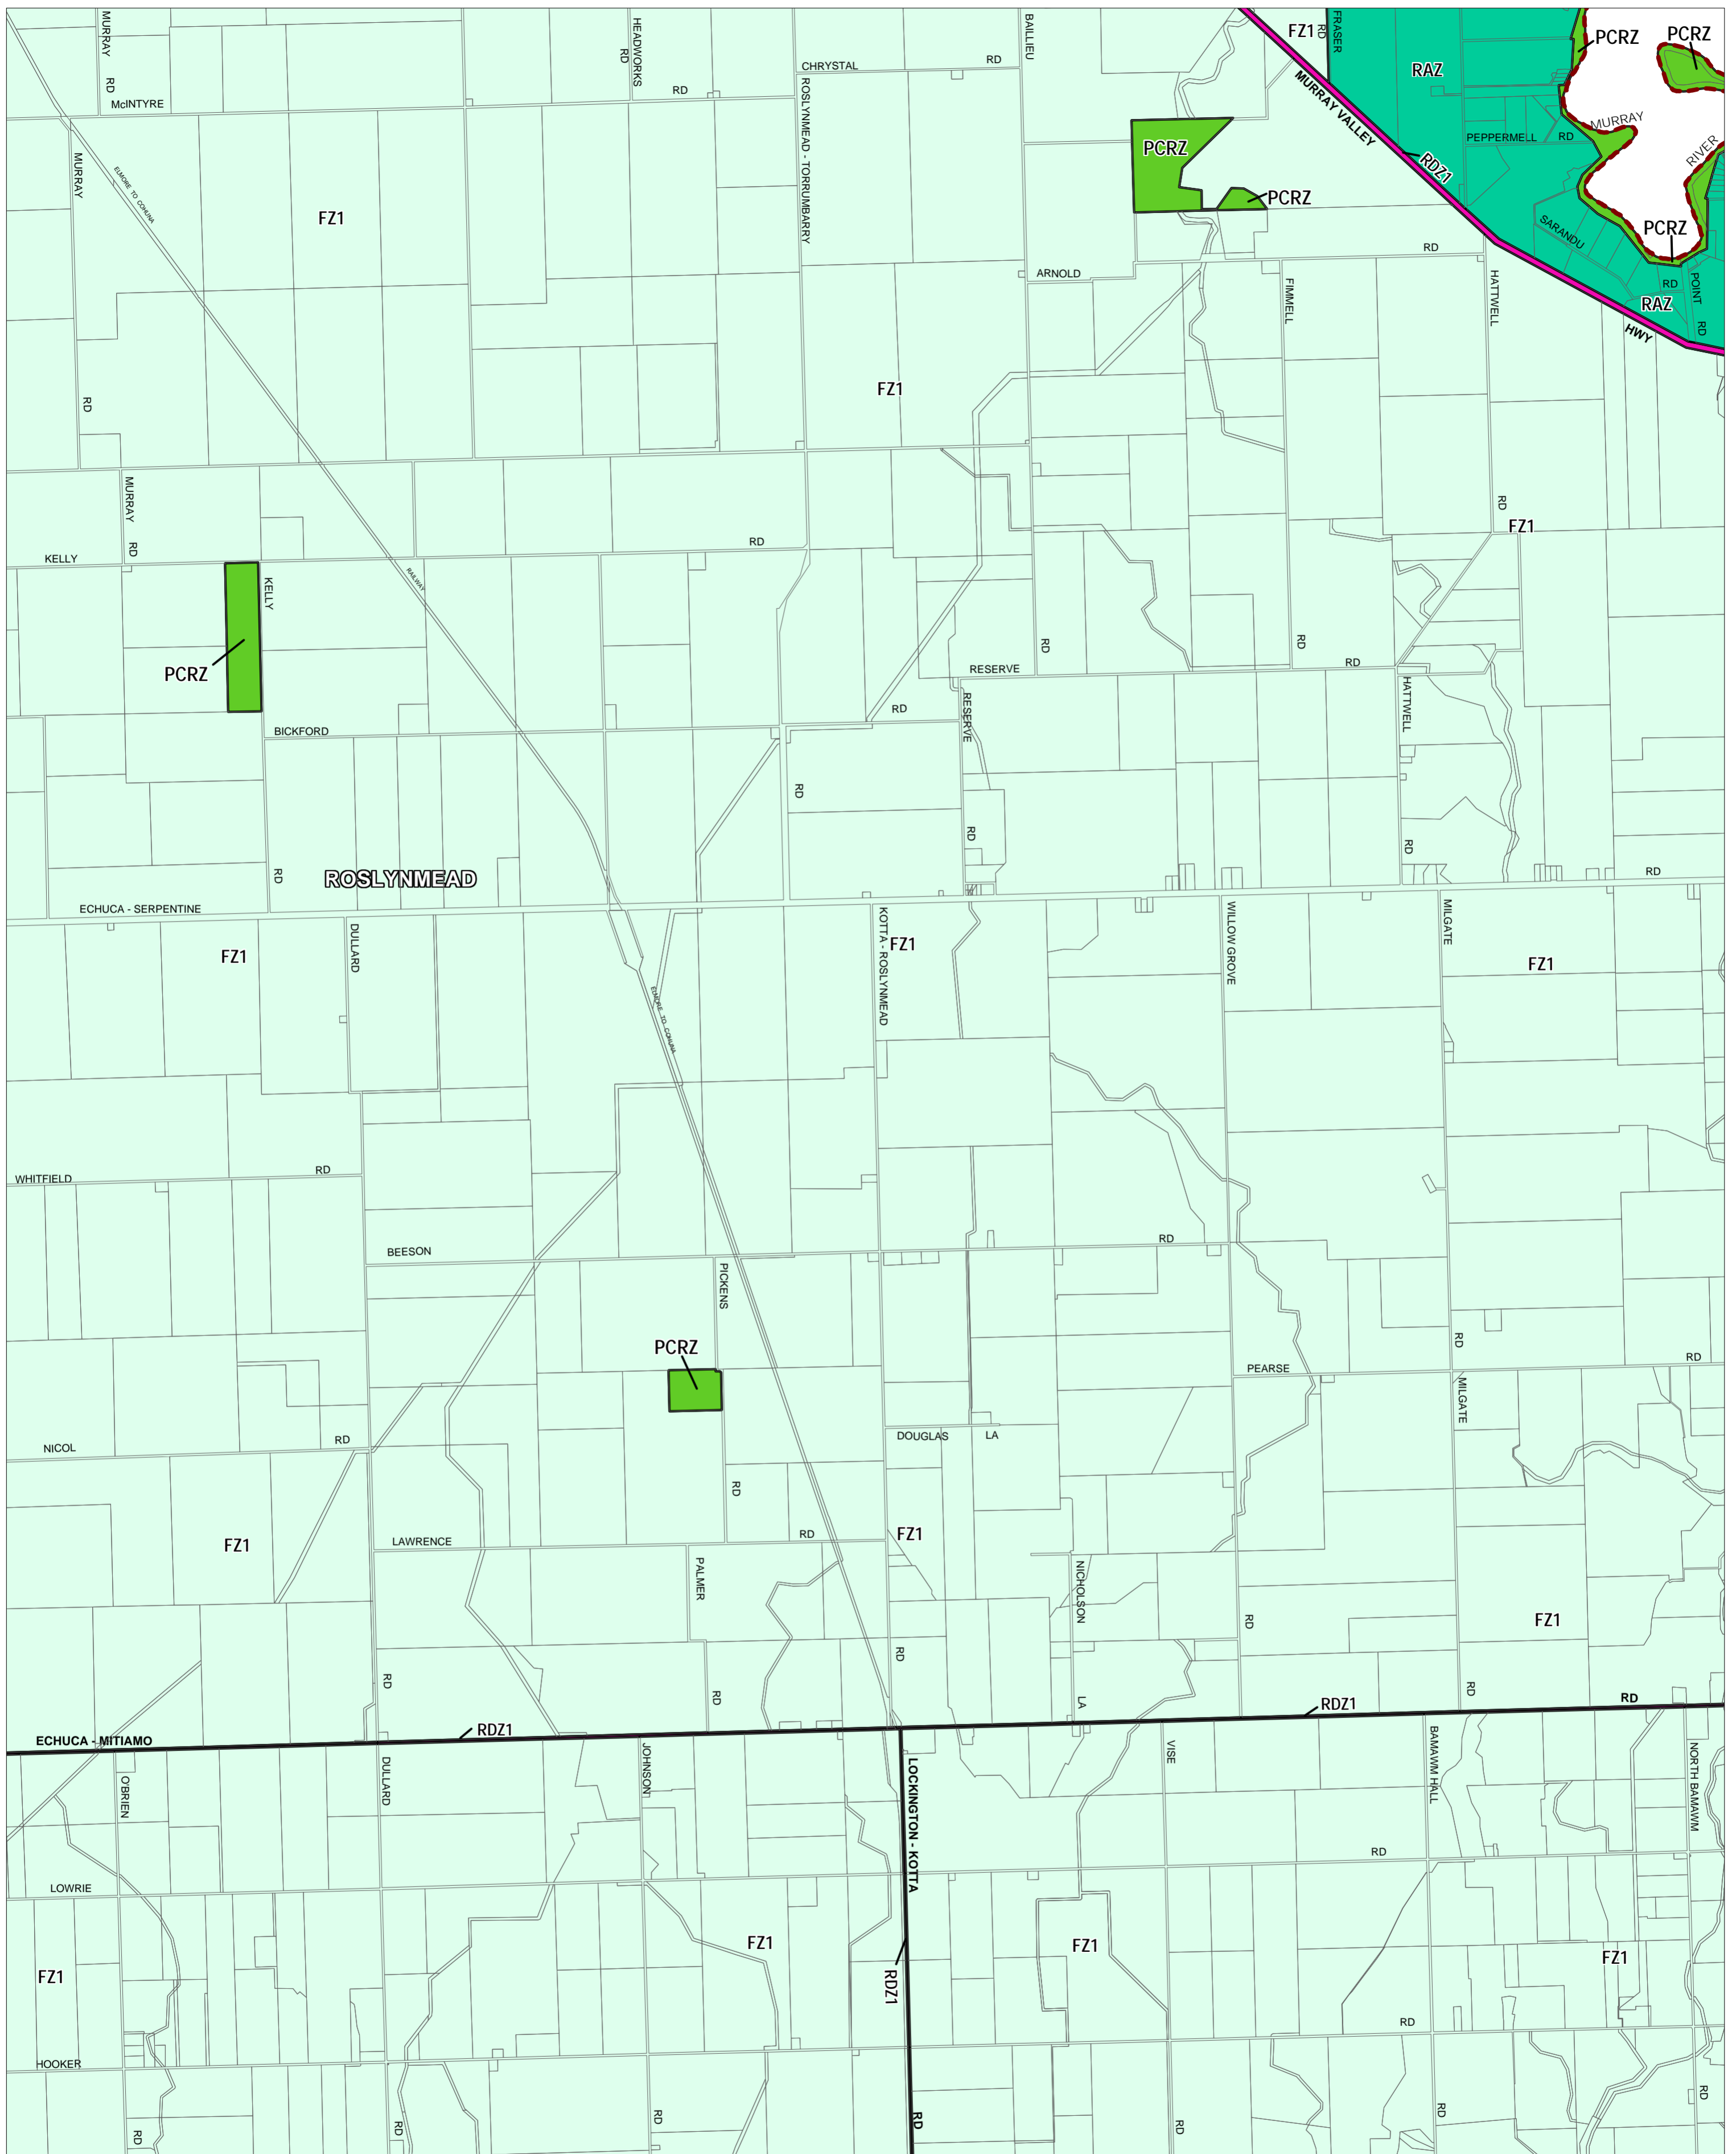 MURRAY
HEADWORKS
RD
BAILLIEU
FZ1
RD
FRASER
PCRZ
PCRZ
CHRYSTAL
RD
RAZ
RD
RD
McINTYRE
ROSLYNMEAD - TORRUMBARRY
MURRAY VALLEY
MURRAY
RIVER
PEPPERMELL
RD
MURRAY
ELMORE TO COHUNA
PCRZ
RDZ1
PCRZ
FZ1
SARANDU
PCRZ
RD
ARNOLD
FIMMELL
HATTWELL
RD
POINT
RD
RAZ
HWY
FZ1
RD
MURRAY
RD
RD
FZ1
KELLY
RD
RAILWAY
KELLY
PCRZ
RD
RD
RD
RESERVE
RD
RESERVE
HATTWELL
BICKFORD
RD
RD
RD
RD
RD
ROSLYNMEAD
RD
ECHUCA - SERPENTINE
DULLARD
KOTTA - ROSLYNMEAD
FZ1
WILLOW GROVE
MILGATE
FZ1
FZ1
ELMORE TO COHUNA
WHITFIELD
RD
BEESON
RD
PICKENS
PCRZ
RD
RD
PEARSE
MILGATE
NICOL
RD
DOUGLAS
LA
RD
LAWRENCE
RD
FZ1
FZ1
PALMER
NICHOLSON
RD
FZ1
RD
RD
RD
LA
RD
RDZ1
RD
RDZ1
ECHUCA - MITIAMO
O'BRIEN
DULLARD
JOHNSON
LOCKINGTON - KOTTA
VISE
BAMAWM HALL
NORTH BAMAWM
RD
LOWRIE
FZ1
FZ1
FZ1
FZ1
RDZ1
RD
HOOKER
RD
RD
RD
RD
RD
RD
RD